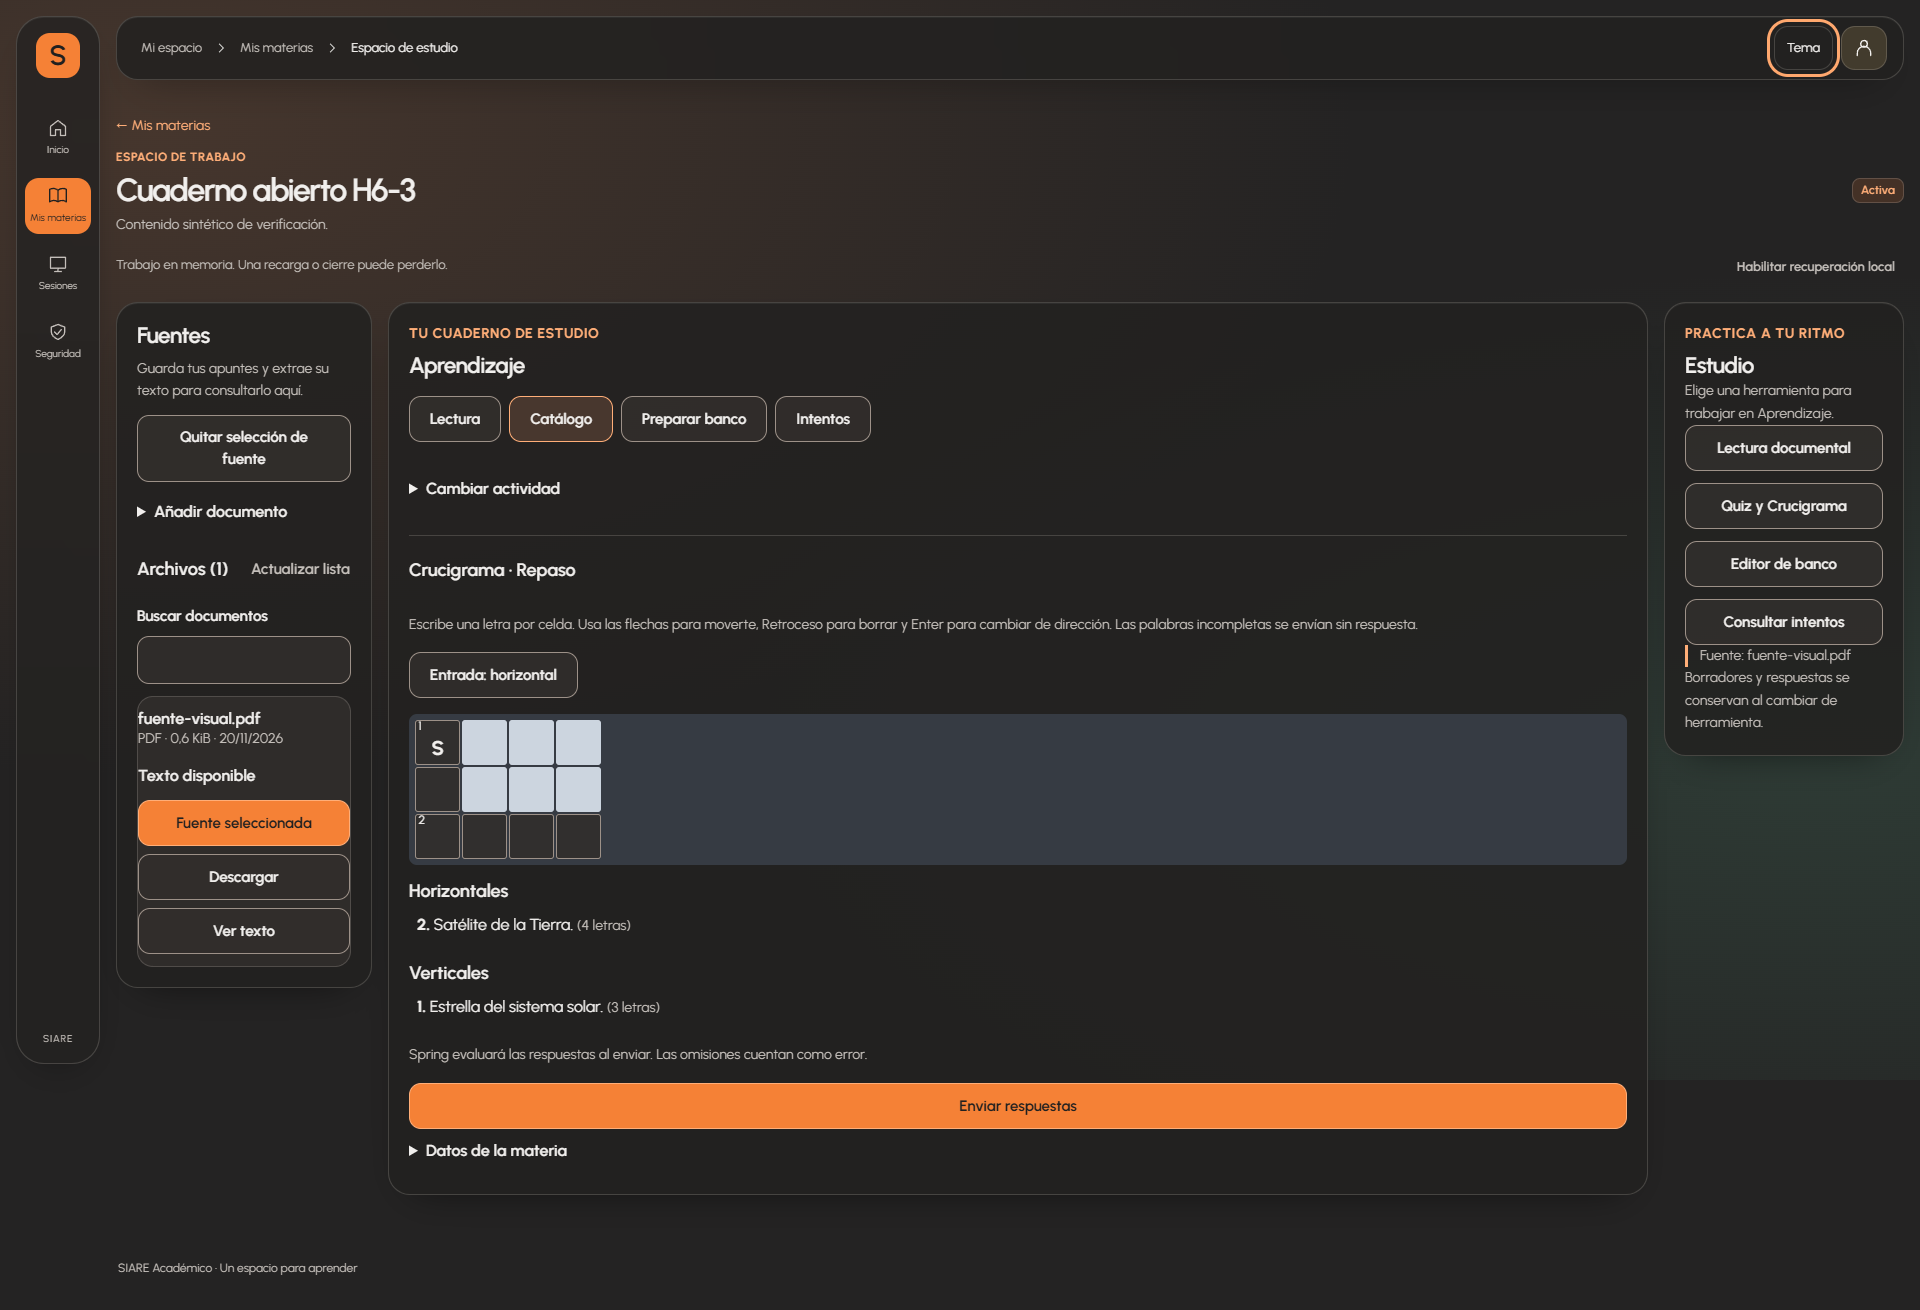 S
Inicio
Mis materias
Sesiones
Seguridad
SIARE
Mi espacio > Mis materias > Espacio de estudio
Tema
← Mis materias
ESPACIO DE TRABAJO
Cuaderno abierto H6-3
Activa
Contenido sintético de verificación.
Trabajo en memoria. Una recarga o cierre puede perderlo.
Habilitar recuperación local
Fuentes
Guarda tus apuntes y extrae su
texto para consultarlo aquí.
Quitar selección de
fuente
Añadir documento
Archivos (1)
Actualizar lista
Buscar documentos
fuente-visual.pdf
PDF · 0,6 KiB · 20/11/2026
Texto disponible
Fuente seleccionada
Descargar
Ver texto
TU CUADERNO DE ESTUDIO
Aprendizaje
Lectura
Catálogo
Preparar banco
Intentos
Cambiar actividad
Crucigrama · Repaso
Escribe una letra por celda. Usa las flechas para moverte, Retroceso para borrar y Enter para cambiar de dirección. Las palabras incompletas se envían sin respuesta.
Entrada: horizontal
1
S
2
Horizontales
2. Satélite de la Tierra. (4 letras)
Verticales
1. Estrella del sistema solar. (3 letras)
Spring evaluará las respuestas al enviar. Las omisiones cuentan como error.
Enviar respuestas
Datos de la materia
PRACTICA A TU RITMO
Estudio
Elige una herramienta para
trabajar en Aprendizaje.
Lectura documental
Quiz y Crucigrama
Editor de banco
Consultar intentos
Fuente: fuente-visual.pdf
Borradores y respuestas se
conservan al cambiar de
herramienta.
SIARE Académico · Un espacio para aprender